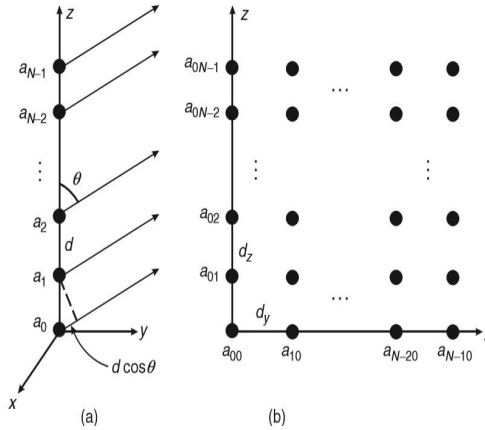 z
a_{N–1}
a_{N–2}
⋮
θ
a_2
d
a_1
a_0
y
d cosθ
x
(a)
z
a_{0N–1}
a_{0N–2}
...
⋮
⋮
a_{02}
d_z
a_{01}
...
d_y
a_{00}
a_{10}
a_{N–20}
a_{N–10}
(b)